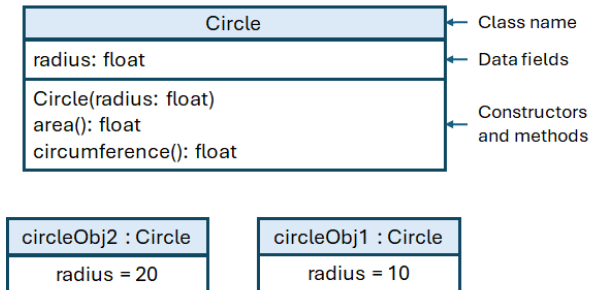 Circle
Class name
radius: float
Data fields
Circle(radius: float)
area(): float
circumference(): float
Constructors
and methods
circleObj2 : Circle
radius = 20
circleObj1 : Circle
radius = 10